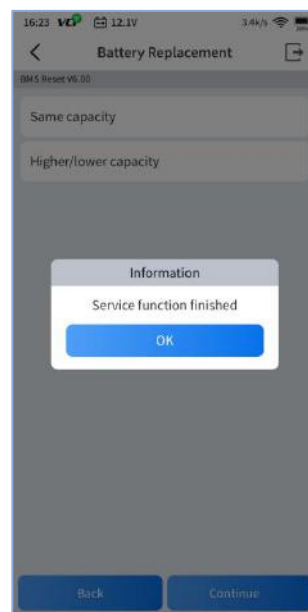 16:23 12.1V 3.4k/s
Battery Replacement
BMS Reset V6.00
Same capacity
Higher/lower capacity
Information
Service function finished
OK
Back Continue